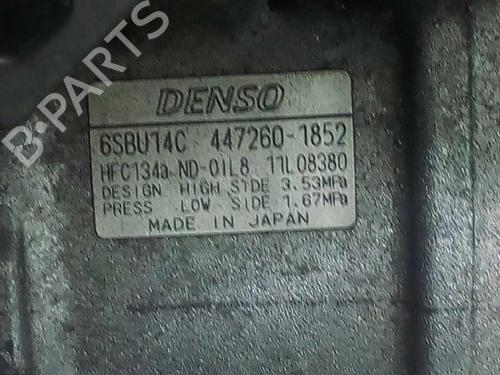 DENSO
6SBU14C 447260-1852
HFC134a ND-OIL8 11L08380
DESIGN HIGH SIDE 3.53MPa
PRESS LOW SIDE 1.67MPa
MADE IN JAPAN
B-PARTS